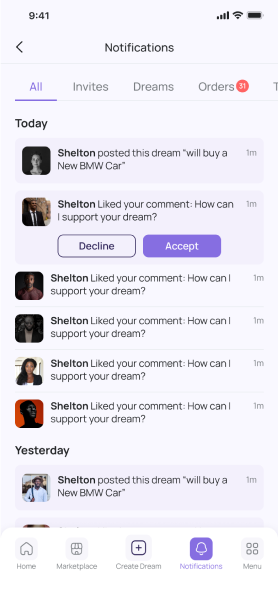 9:41
Notifications
All Invites Dreams Orders 31 T
Today
Shelton posted this dream “will buy a 1m
New BMW Car”
Shelton Liked your comment: How can 1m
I support your dream?
Decline Accept
Shelton Liked your comment: How can I 1m
support your dream?
Shelton Liked your comment: How can I 1m
support your dream?
Shelton Liked your comment: How can I 1m
support your dream?
Shelton Liked your comment: How can I 1m
support your dream?
Yesterday
Shelton posted this dream “will buy a 1m
New BMW Car”
Home Marketplace Create Dream Notifications Menu